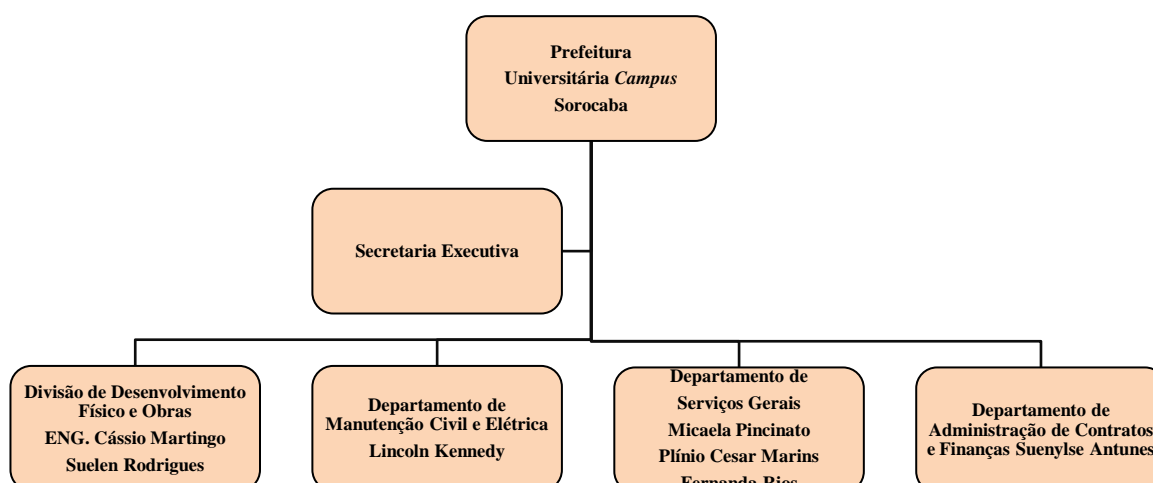 Prefeitura
Universitária Campus
Sorocaba
Secretaria Executiva
Divisão de Desenvolvimento
Físico e Obras
ENG. Cássio Martingo
Suelen Rodrigues
Departamento de
Manutenção Civil e Elétrica
Lincoln Kennedy
Departamento de
Serviços Gerais
Micaela Pincinato
Plínio Cesar Marins
Fernanda Rios
Departamento de
Administração de Contratos
e Finanças Suenylse Antunes